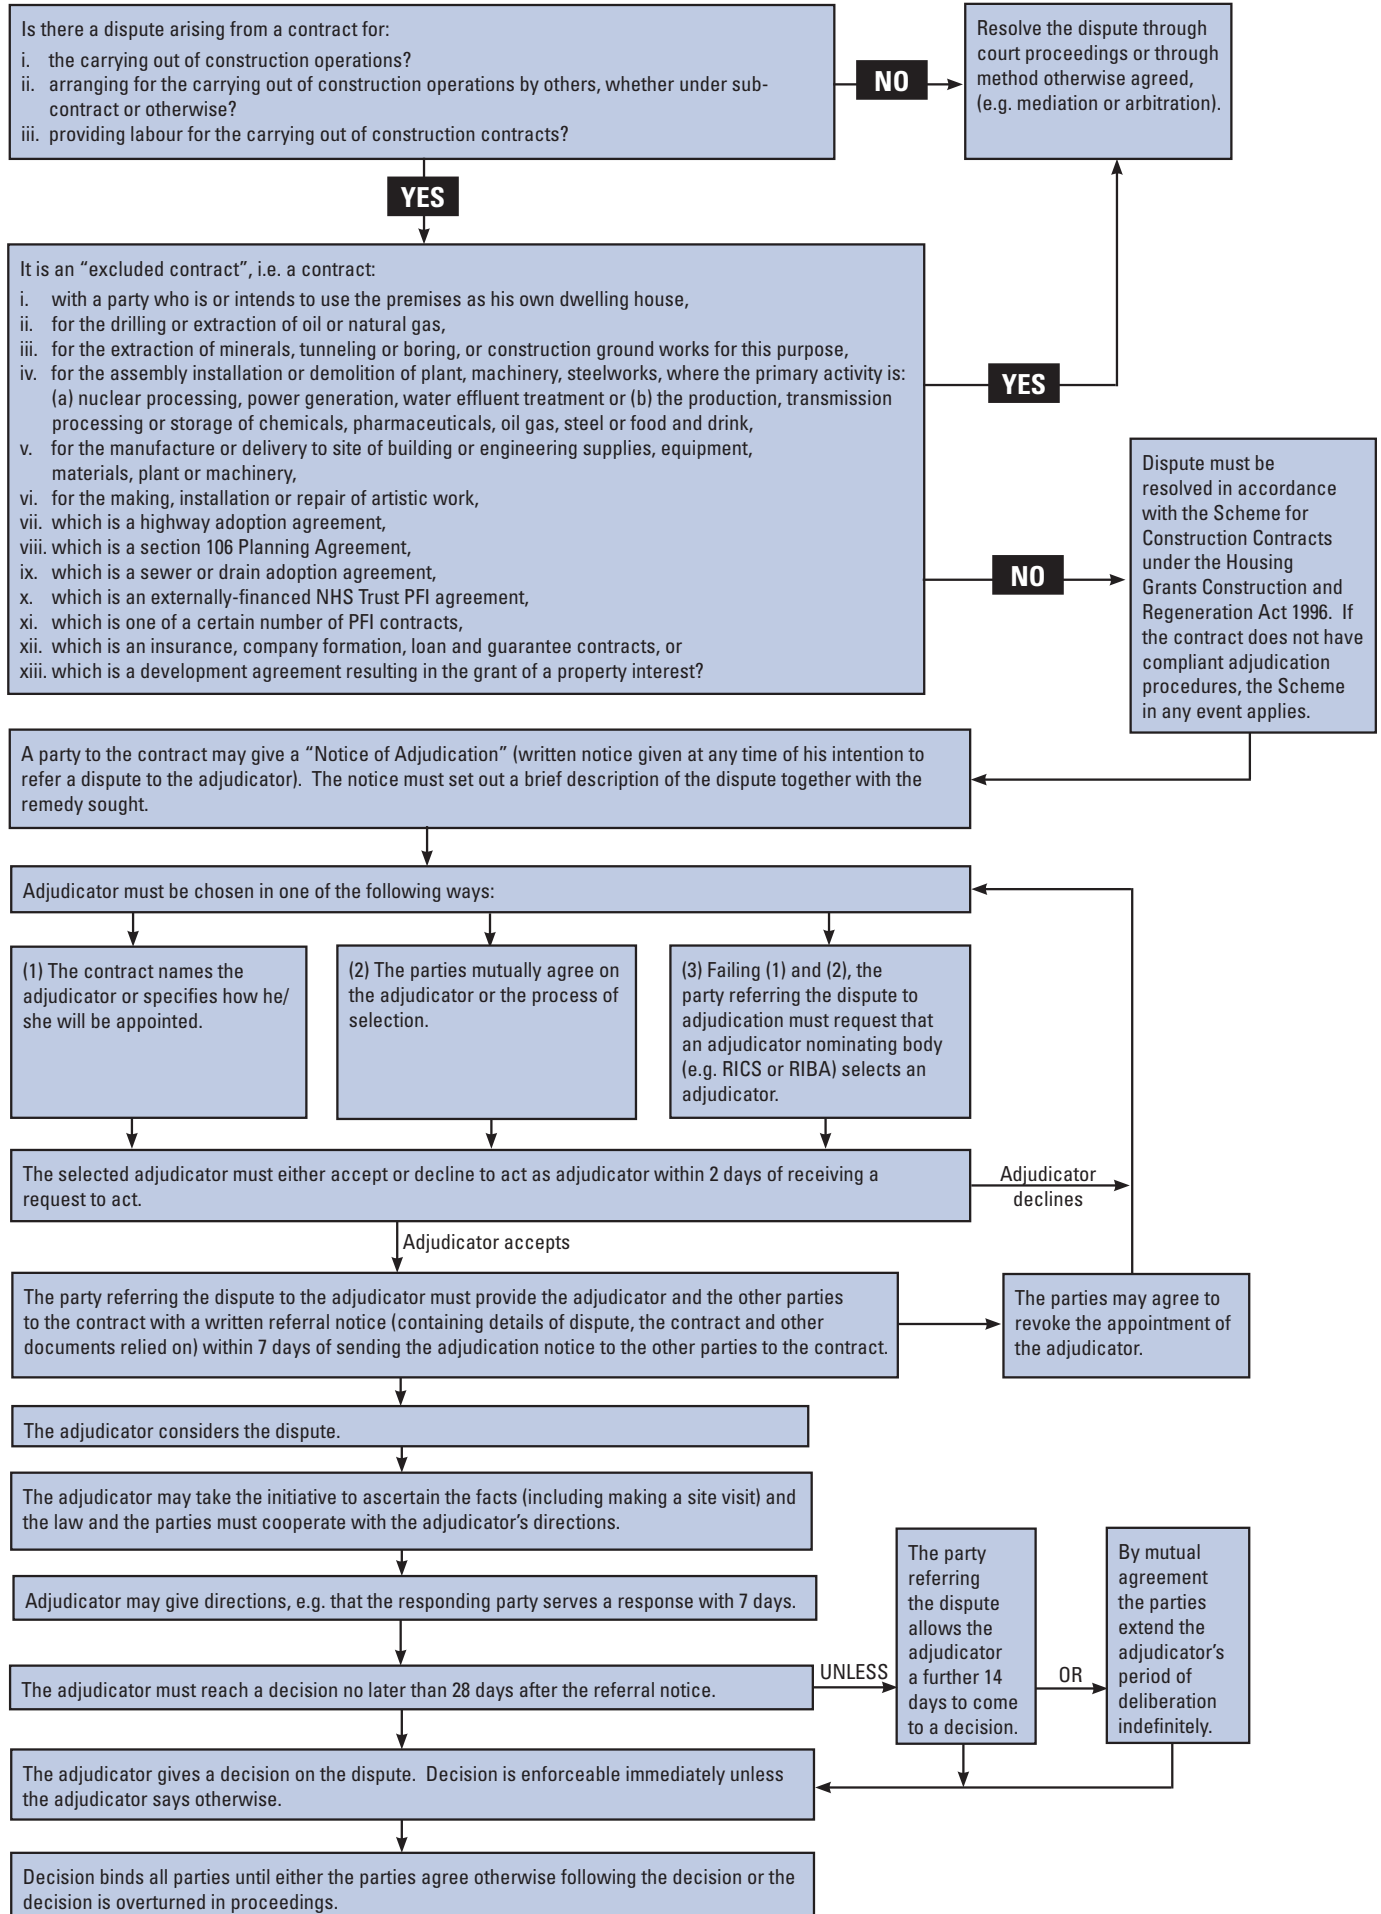 Is there a dispute arising from a contract for:
i. the carrying out of construction operations?
ii. arranging for the carrying out of construction operations by others, whether under sub-
contract or otherwise?
iii. providing labour for the carrying out of construction contracts?
NO
Resolve the dispute through
court proceedings or through
method otherwise agreed,
(e.g. mediation or arbitration).
YES
It is an “excluded contract”, i.e. a contract:
i. with a party who is or intends to use the premises as his own dwelling house,
ii. for the drilling or extraction of oil or natural gas,
iii. for the extraction of minerals, tunneling or boring, or construction ground works for this purpose,
iv. for the assembly installation or demolition of plant, machinery, steelworks, where the primary activity is:
(a) nuclear processing, power generation, water effluent treatment or (b) the production, transmission
processing or storage of chemicals, pharmaceuticals, oil gas, steel or food and drink,
v. for the manufacture or delivery to site of building or engineering supplies, equipment,
materials, plant or machinery,
vi. for the making, installation or repair of artistic work,
vii. which is a highway adoption agreement,
viii. which is a section 106 Planning Agreement,
ix. which is a sewer or drain adoption agreement,
x. which is an externally-financed NHS Trust PFI agreement,
xi. which is one of a certain number of PFI contracts,
xii. which is an insurance, company formation, loan and guarantee contracts, or
xiii. which is a development agreement resulting in the grant of a property interest?
YES
NO
Dispute must be
resolved in accordance
with the Scheme for
Construction Contracts
under the Housing
Grants Construction and
Regeneration Act 1996. If
the contract does not have
compliant adjudication
procedures, the Scheme
in any event applies.
A party to the contract may give a “Notice of Adjudication” (written notice given at any time of his intention to
refer a dispute to the adjudicator). The notice must set out a brief description of the dispute together with the
remedy sought.
Adjudicator must be chosen in one of the following ways:
(1) The contract names the
adjudicator or specifies how he/
she will be appointed.
(2) The parties mutually agree on
the adjudicator or the process of
selection.
(3) Failing (1) and (2), the
party referring the dispute to
adjudication must request that
an adjudicator nominating body
(e.g. RICS or RIBA) selects an
adjudicator.
The selected adjudicator must either accept or decline to act as adjudicator within 2 days of receiving a
request to act.
Adjudicator
declines
Adjudicator accepts
The party referring the dispute to the adjudicator must provide the adjudicator and the other parties
to the contract with a written referral notice (containing details of dispute, the contract and other
documents relied on) within 7 days of sending the adjudication notice to the other parties to the contract.
The parties may agree to
revoke the appointment of
the adjudicator.
The adjudicator considers the dispute.
The adjudicator may take the initiative to ascertain the facts (including making a site visit) and
the law and the parties must cooperate with the adjudicator’s directions.
Adjudicator may give directions, e.g. that the responding party serves a response with 7 days.
The adjudicator must reach a decision no later than 28 days after the referral notice.
UNLESS
The party
referring
the dispute
allows the
adjudicator
a further 14
days to come
to a decision.
OR
By mutual
agreement
the parties
extend the
adjudicator’s
period of
deliberation
indefinitely.
The adjudicator gives a decision on the dispute. Decision is enforceable immediately unless
the adjudicator says otherwise.
Decision binds all parties until either the parties agree otherwise following the decision or the
decision is overturned in proceedings.